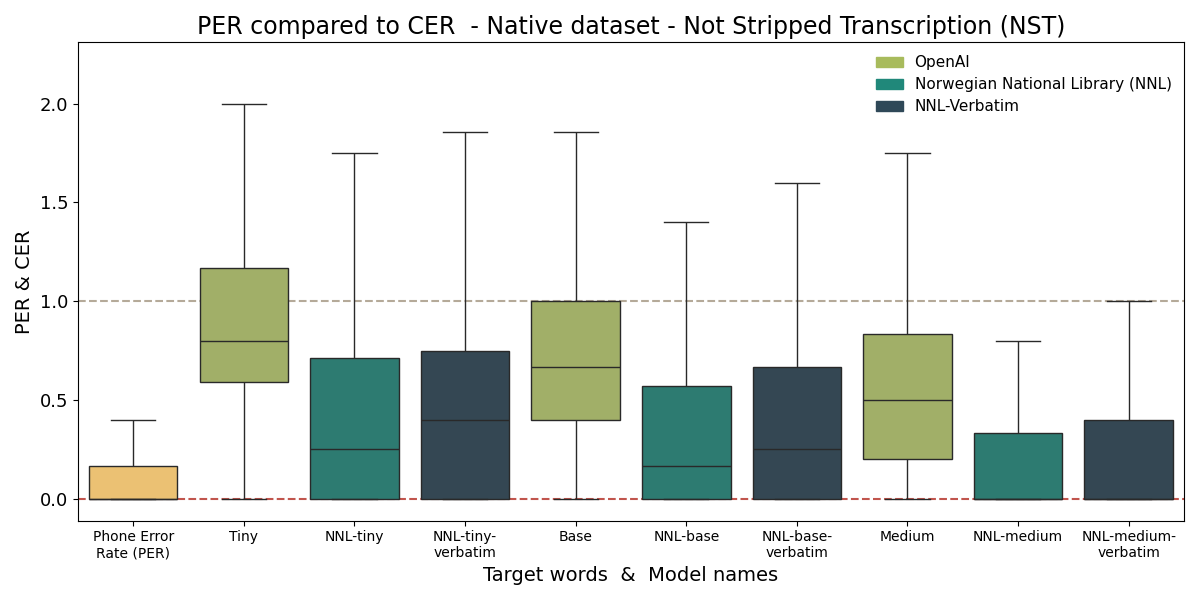 PER compared to CER  - Native dataset - Not Stripped Transcription (NST)
OpenAI
Norwegian National Library (NNL)
NNL-Verbatim
PER & CER
2.0
1.5
1.0
0.5
0.0
Phone Error
Rate (PER)
Tiny
NNL-tiny
NNL-tiny-
verbatim
Base
NNL-base
NNL-base-
verbatim
Medium
NNL-medium
NNL-medium-
verbatim
Target words  &  Model names